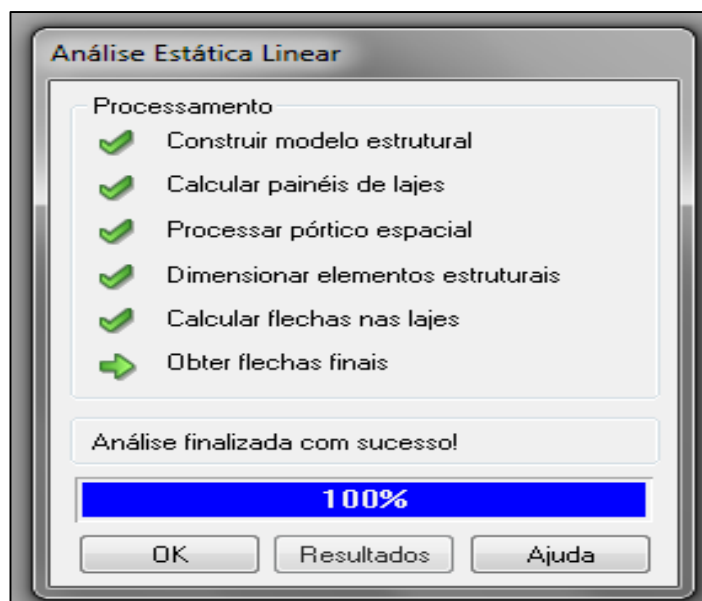 Análise Estática Linear
Processamento
Construir modelo estrutural
Calcular painéis de lajes
Processar pórtico espacial
Dimensionar elementos estruturais
Calcular flechas nas lajes
Obter flechas finais
Análise finalizada com sucesso!
100%
OK Resultados Ajuda